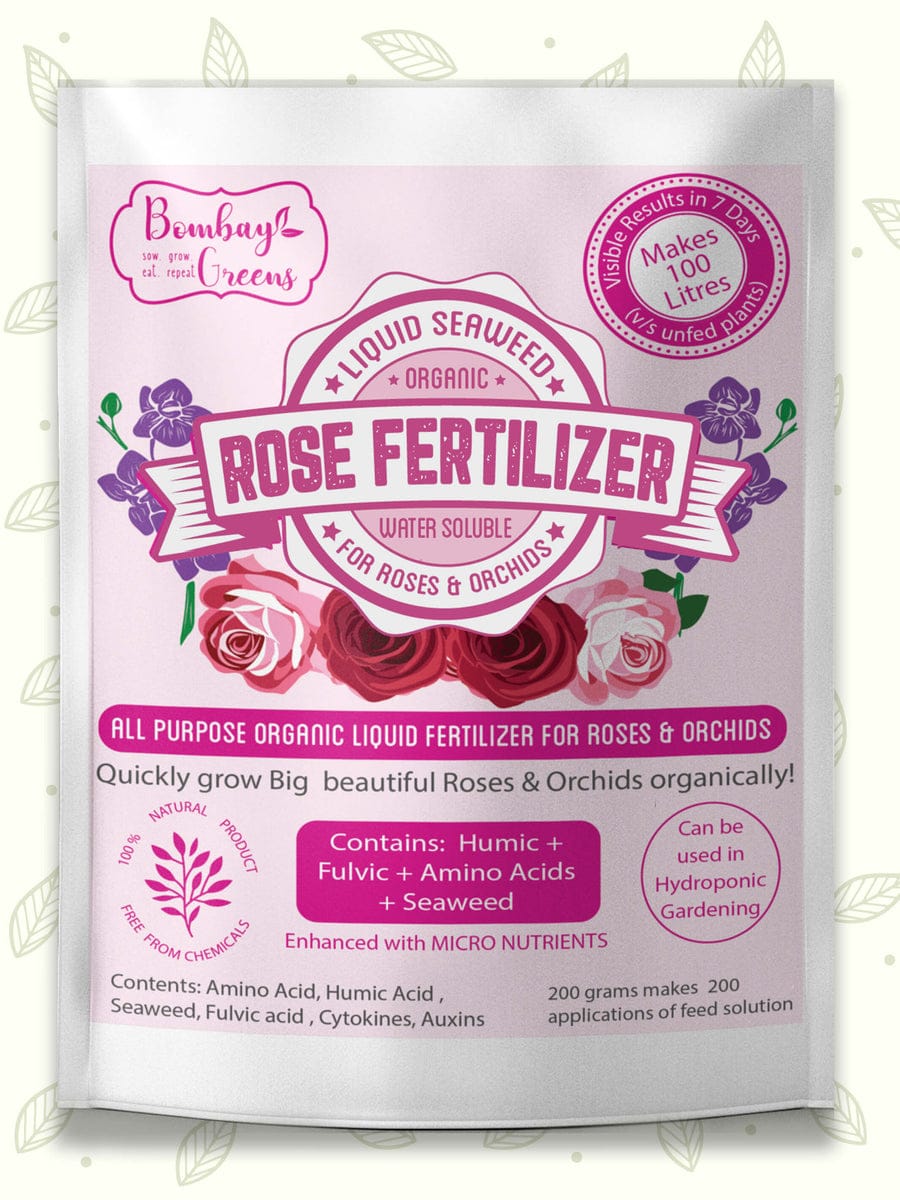 Bombay
sow. grow.
eat. repeat
Greens
Visible Results in 7 Days
Makes
100
Litres
(v/s unfed plants)
LIQUID SEAWEED
ORGANIC
ROSE FERTILIZER
WATER SOLUBLE
FOR ROSES & ORCHIDS
ALL PURPOSE ORGANIC LIQUID FERTILIZER FOR ROSES & ORCHIDS
Quickly grow Big beautiful Roses & Orchids organically!
100% NATURAL PRODUCT
FREE FROM CHEMICALS
Contains: Humic +
Fulvic + Amino Acids
+ Seaweed
Enhanced with MICRO NUTRIENTS
Can be
used in
Hydroponic
Gardening
Contents: Amino Acid, Humic Acid ,
Seaweed, Fulvic acid , Cytokines, Auxins
200 grams makes 200
applications of feed solution